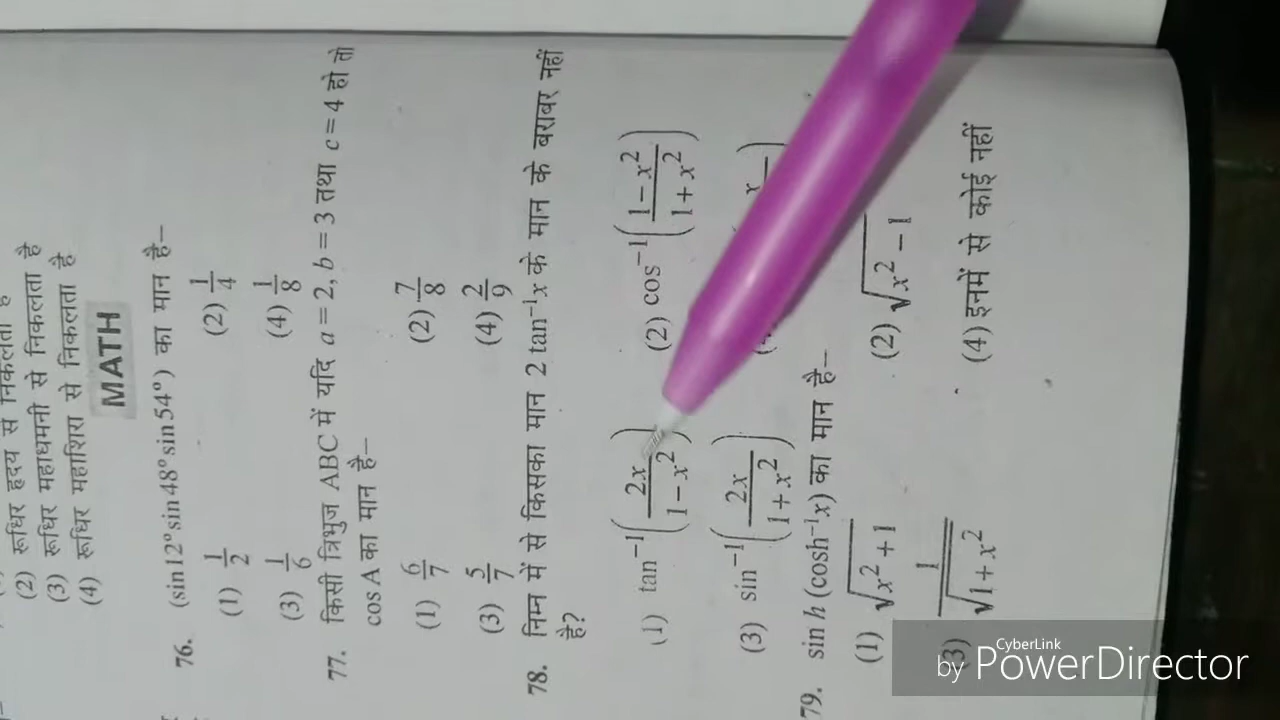 (2) रूधिर हृदय से निकलता है
(3) रूधिर महाधमनी से निकलता है
(4) रूधिर महाशिरा से निकलता है
MATH
76. (sin12° sin 48° sin 54°) का मान है–
(1) 1/2 (2) 1/4
(3) 1/6 (4) 1/8
77. किसी त्रिभुज ABC में यदि a = 2, b = 3 तथा c = 4 हो तो
cos A का मान है–
(1) 6/7 (2) 7/8
(3) 5/7 (4) 2/9
78. निम्न में से किसका मान 2 tan⁻¹x के मान के बराबर नहीं
है?
(1) tan⁻¹(2x/(1 – x²)) (2) cos⁻¹((1 – x²)/(1 + x²))
(3) sin⁻¹(2x/(1 + x²)) x
79. sin h (cosh⁻¹x) का मान है–
(1) √(x² + 1) (2) √(x² – 1)
(3) 1/√(1 + x²) (4) इनमें से कोई नहीं
CyberLink
by PowerDirector